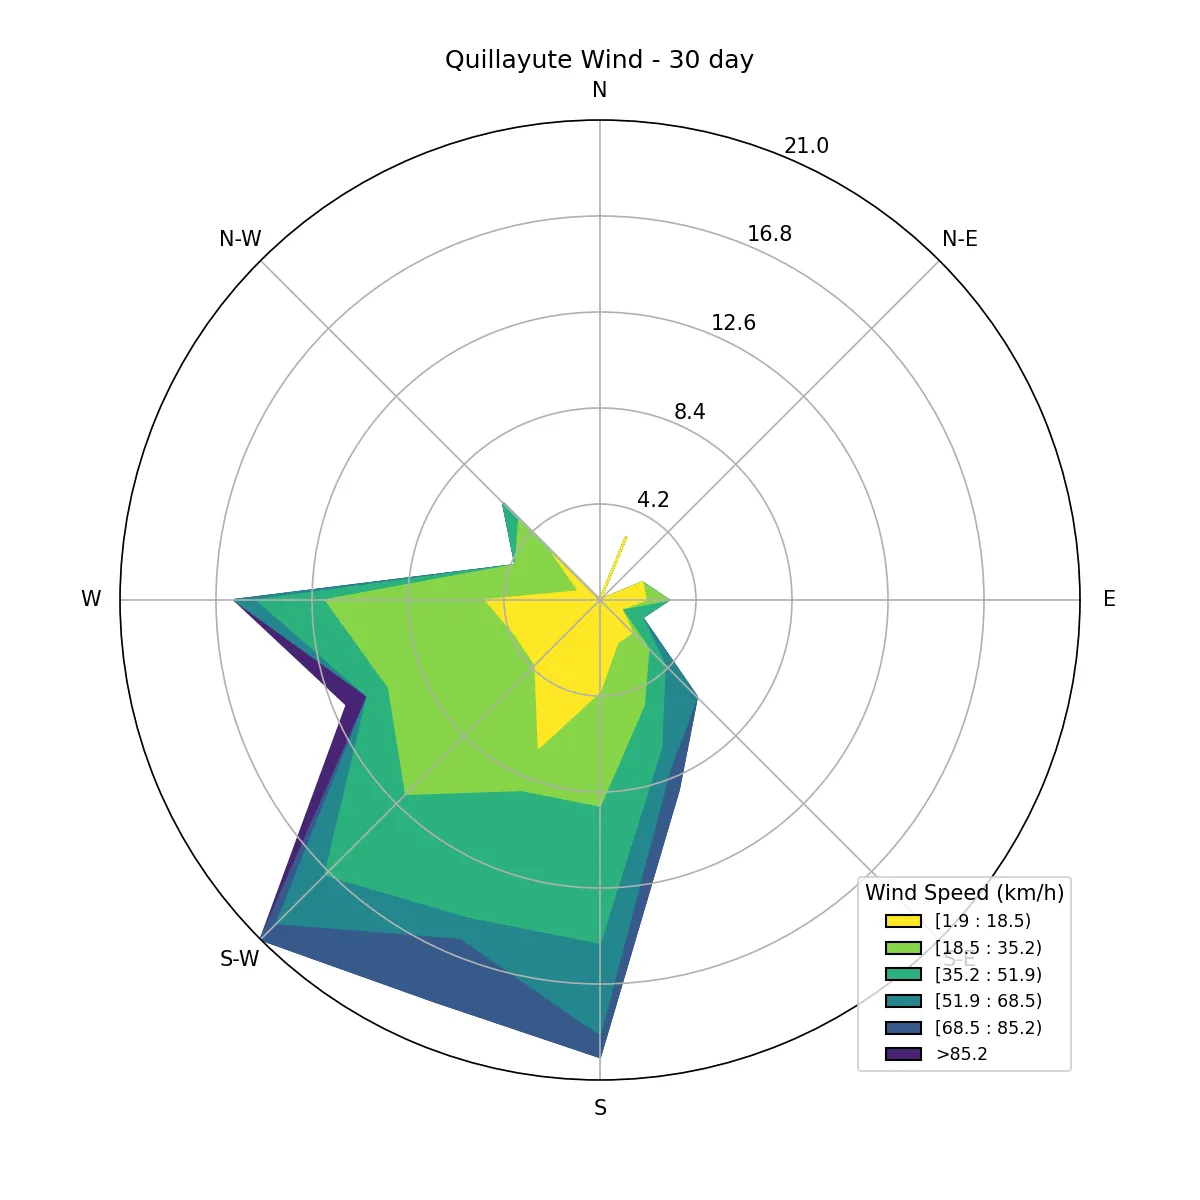 Quillayute Wind - 30 day
N
21.0
16.8
N-W
N-E
12.6
8.4
4.2
W
E
S-W
S-E
S
Wind Speed (km/h)
[1.9 : 18.5)
[18.5 : 35.2)
[35.2 : 51.9)
[51.9 : 68.5)
[68.5 : 85.2)
>85.2